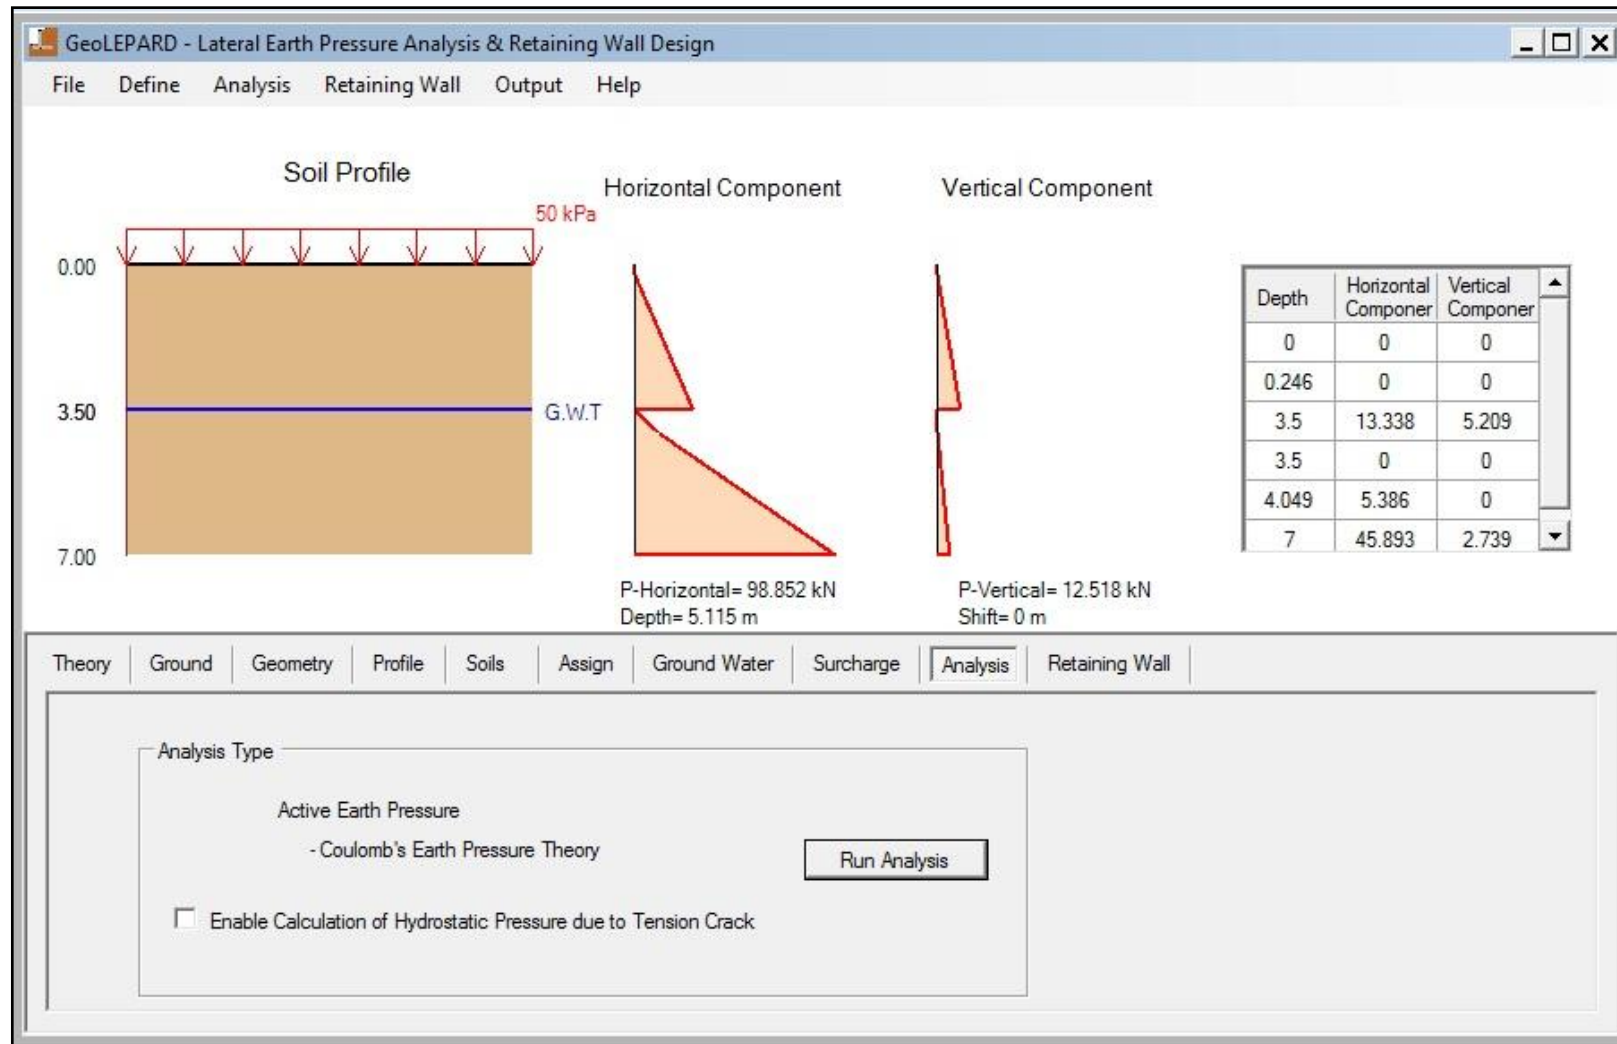 GeoLEPARD - Lateral Earth Pressure Analysis & Retaining Wall Design
File Define Analysis Retaining Wall Output Help
Soil Profile
Horizontal Component
Vertical Component
50 kPa
0.00
3.50
G.W.T
7.00
Depth Horizontal Componer Vertical Componer
0 0 0
0.246 0 0
3.5 13.338 5.209
3.5 0 0
4.049 5.386 0
7 45.893 2.739
P-Horizontal= 98.852 kN
Depth= 5.115 m
P-Vertical= 12.518 kN
Shift= 0 m
Theory Ground Geometry Profile Soils Assign Ground Water Surcharge Analysis Retaining Wall
Analysis Type
Active Earth Pressure
- Coulomb's Earth Pressure Theory
Run Analysis
Enable Calculation of Hydrostatic Pressure due to Tension Crack